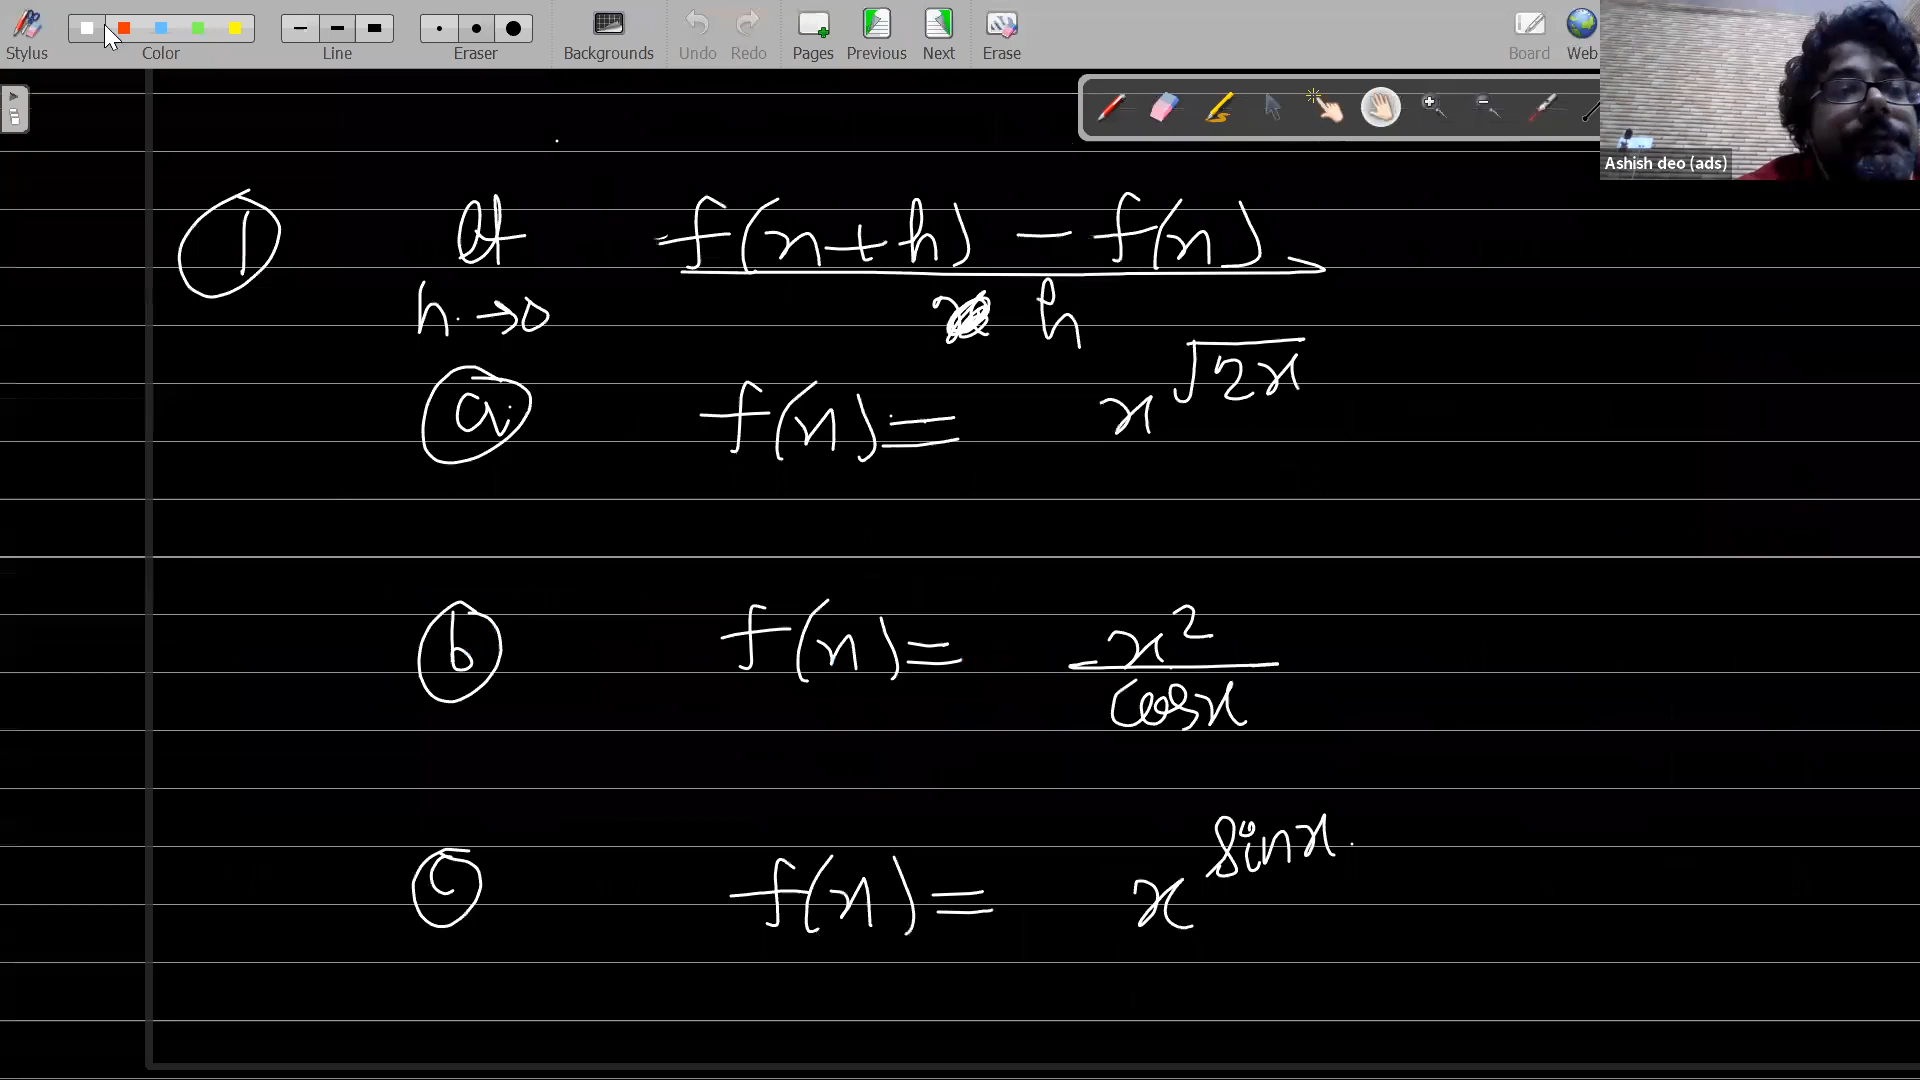 Stylus Color Line Eraser Backgrounds Undo Redo Pages Previous Next Erase Board Web
Ashish deo (ads)
① lt f(x+h) - f(x)
h→0 h
ⓐ f(x) = x^√2x
ⓑ f(x) = x²
cosx
ⓒ f(x) = x^sinx.